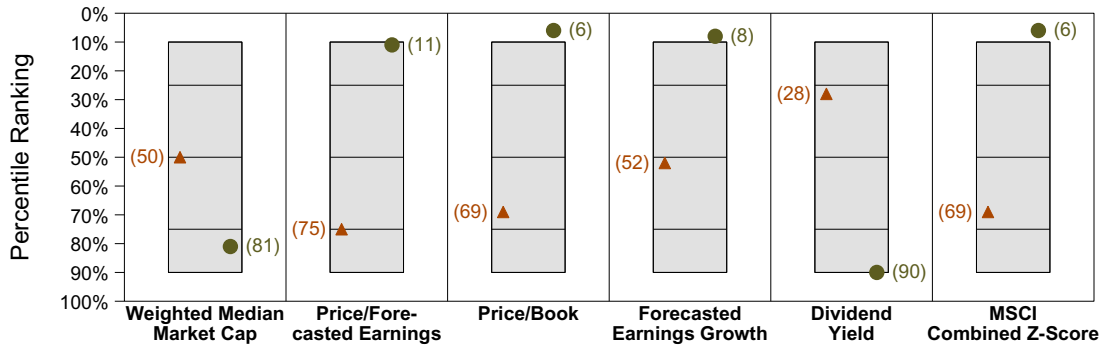 Percentile Ranking
0%
10%
20%
30%
40%
50%
60%
70%
80%
90%
100%
(50)
(81)
(11)
(75)
(6)
(69)
(8)
(52)
(28)
(90)
(6)
(69)
Weighted Median
Market Cap
Price/Fore-
casted Earnings
Price/Book
Forecasted
Earnings Growth
Dividend
Yield
MSCI
Combined Z-Score